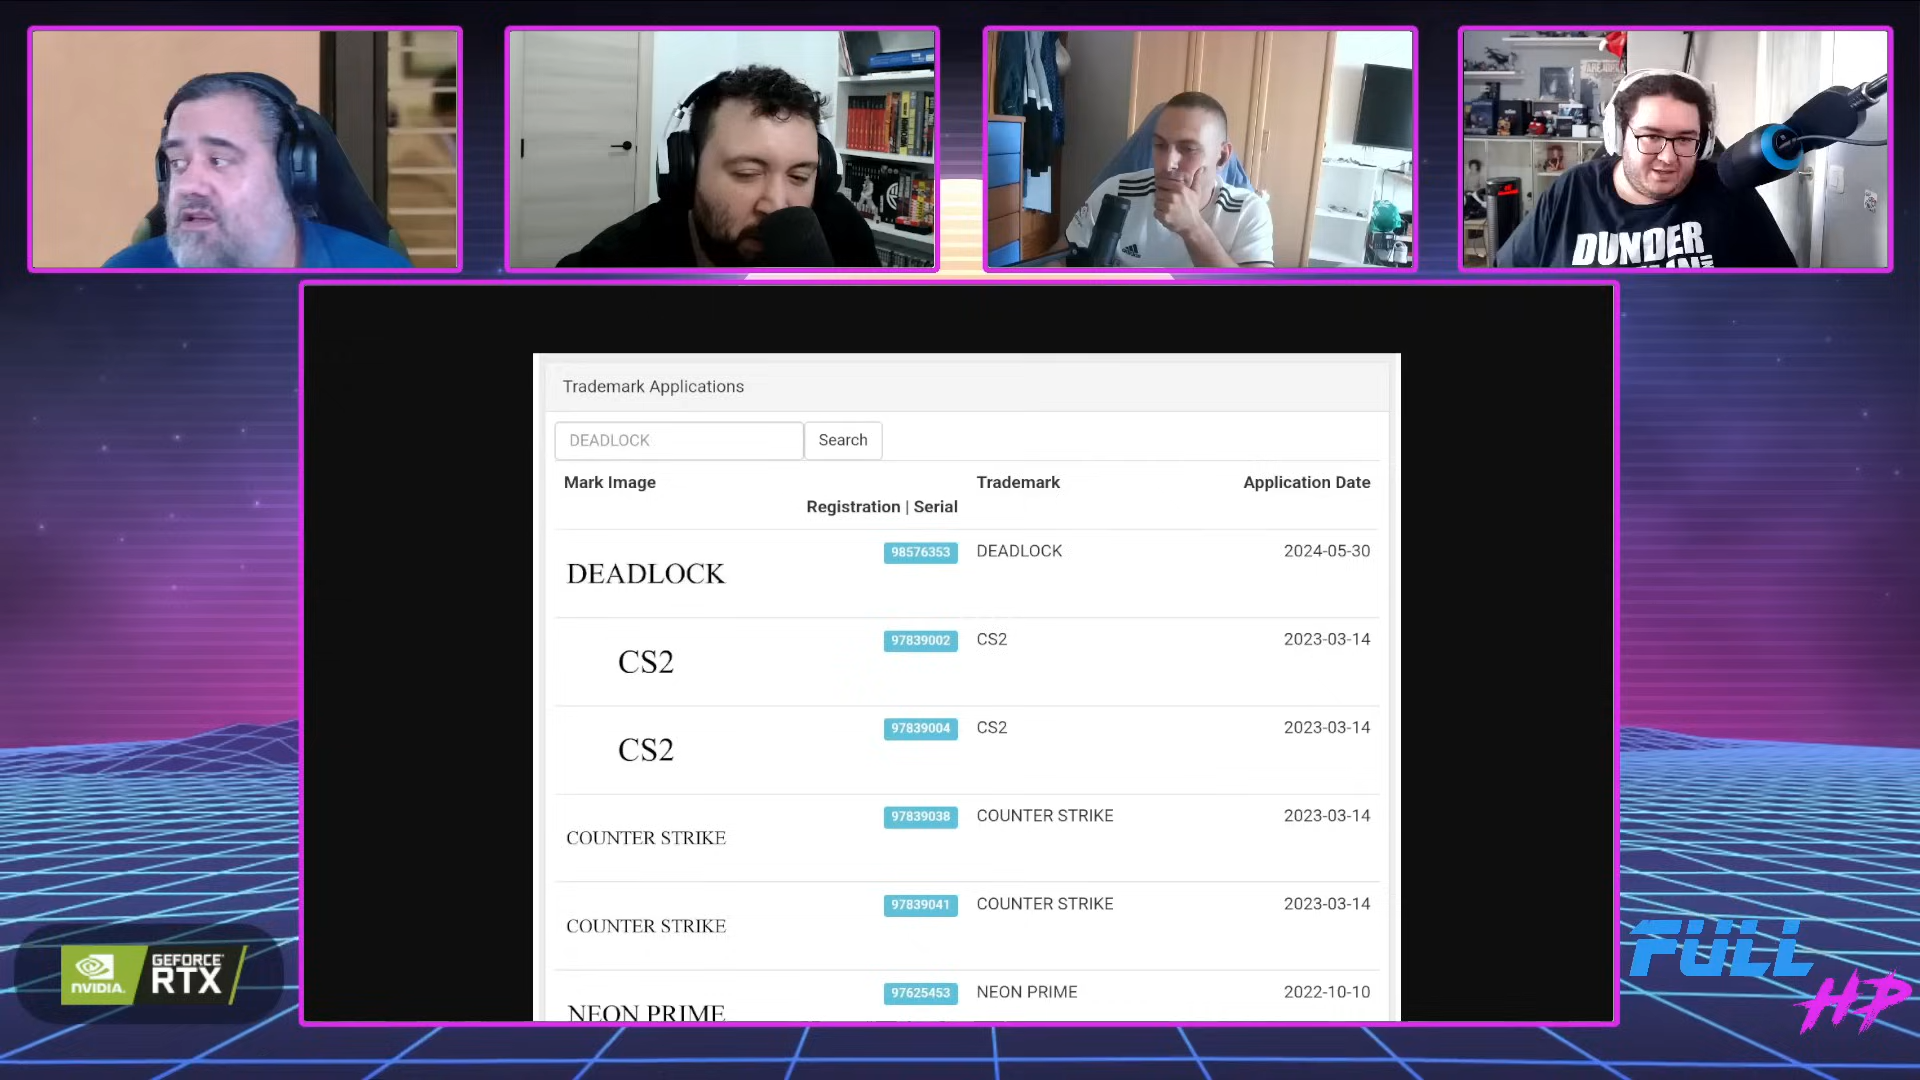 DUNDER
Trademark Applications
DEADLOCK Search
Mark Image Registration | Serial Trademark Application Date
DEADLOCK 98576353 DEADLOCK 2024-05-30
CS2 97839002 CS2 2023-03-14
CS2 97839004 CS2 2023-03-14
COUNTER STRIKE 97839038 COUNTER STRIKE 2023-03-14
COUNTER STRIKE 97839041 COUNTER STRIKE 2023-03-14
NEON PRIME 97625453 NEON PRIME 2022-10-10
NVIDIA. GEFORCE RTX
FULL
HP